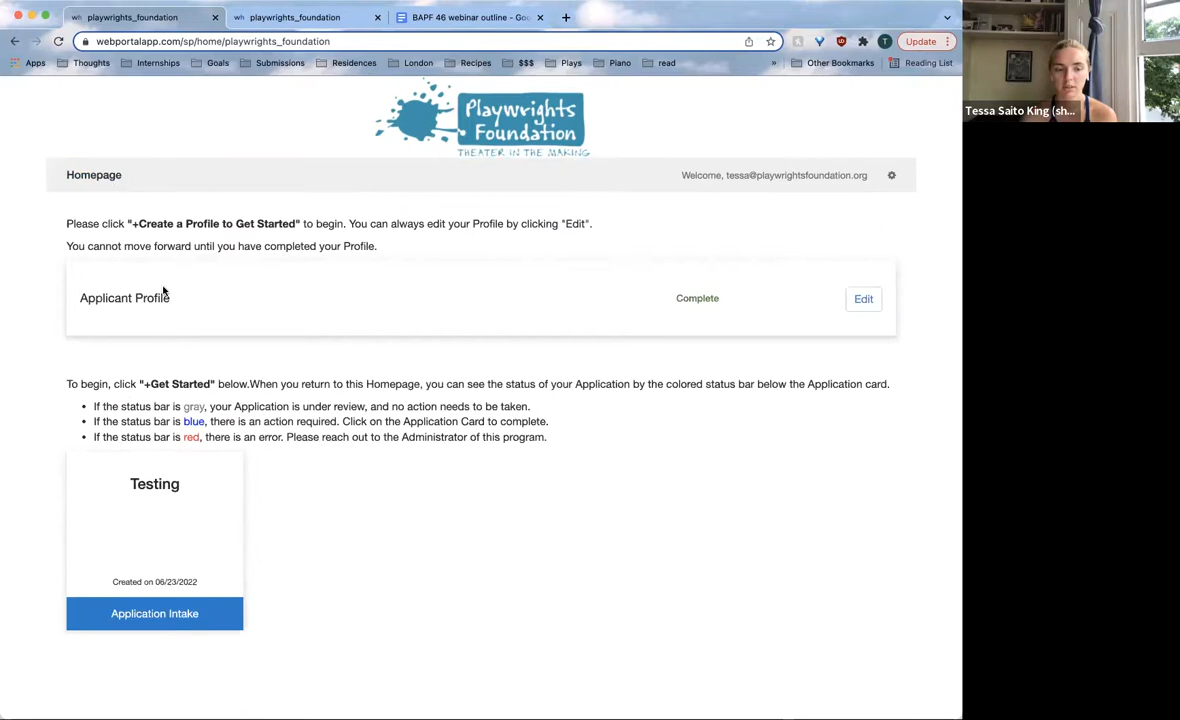 playwrights_foundation
playwrights_foundation
BAPF 46 webinar outline - Goo
webportalapp.com/sp/home/playwrights_foundation
T
Update
Apps
Thoughts
Internships
Goals
Submissions
Residences
London
Recipes
$$$
Plays
Piano
read
»
Other Bookmarks
Reading List
Tessa Saito King (sh...
Playwrights
Foundation
THEATER IN THE MAKING
Homepage
Welcome, tessa@playwrightsfoundation.org
Please click "+Create a Profile to Get Started" to begin. You can always edit your Profile by clicking "Edit".
You cannot move forward until you have completed your Profile.
Applicant Profile
Complete
Edit
To begin, click "+Get Started" below.When you return to this Homepage, you can see the status of your Application by the colored status bar below the Application card.
• If the status bar is gray, your Application is under review, and no action needs to be taken.
• If the status bar is blue, there is an action required. Click on the Application Card to complete.
• If the status bar is red, there is an error. Please reach out to the Administrator of this program.
Testing
Created on 06/23/2022
Application Intake